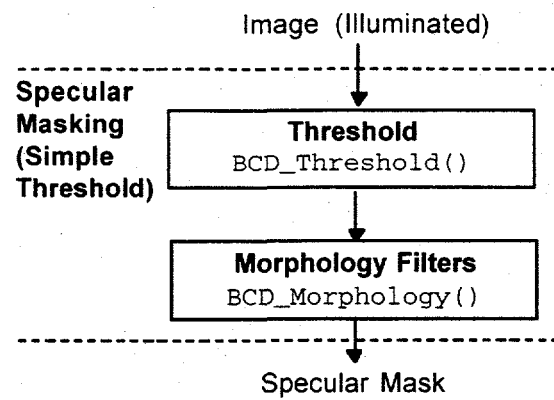 Image (Illuminated)
Specular
Masking
(Simple
Threshold)
Threshold
BCD_Threshold()
Morphology Filters
BCD_Morphology()
Specular Mask